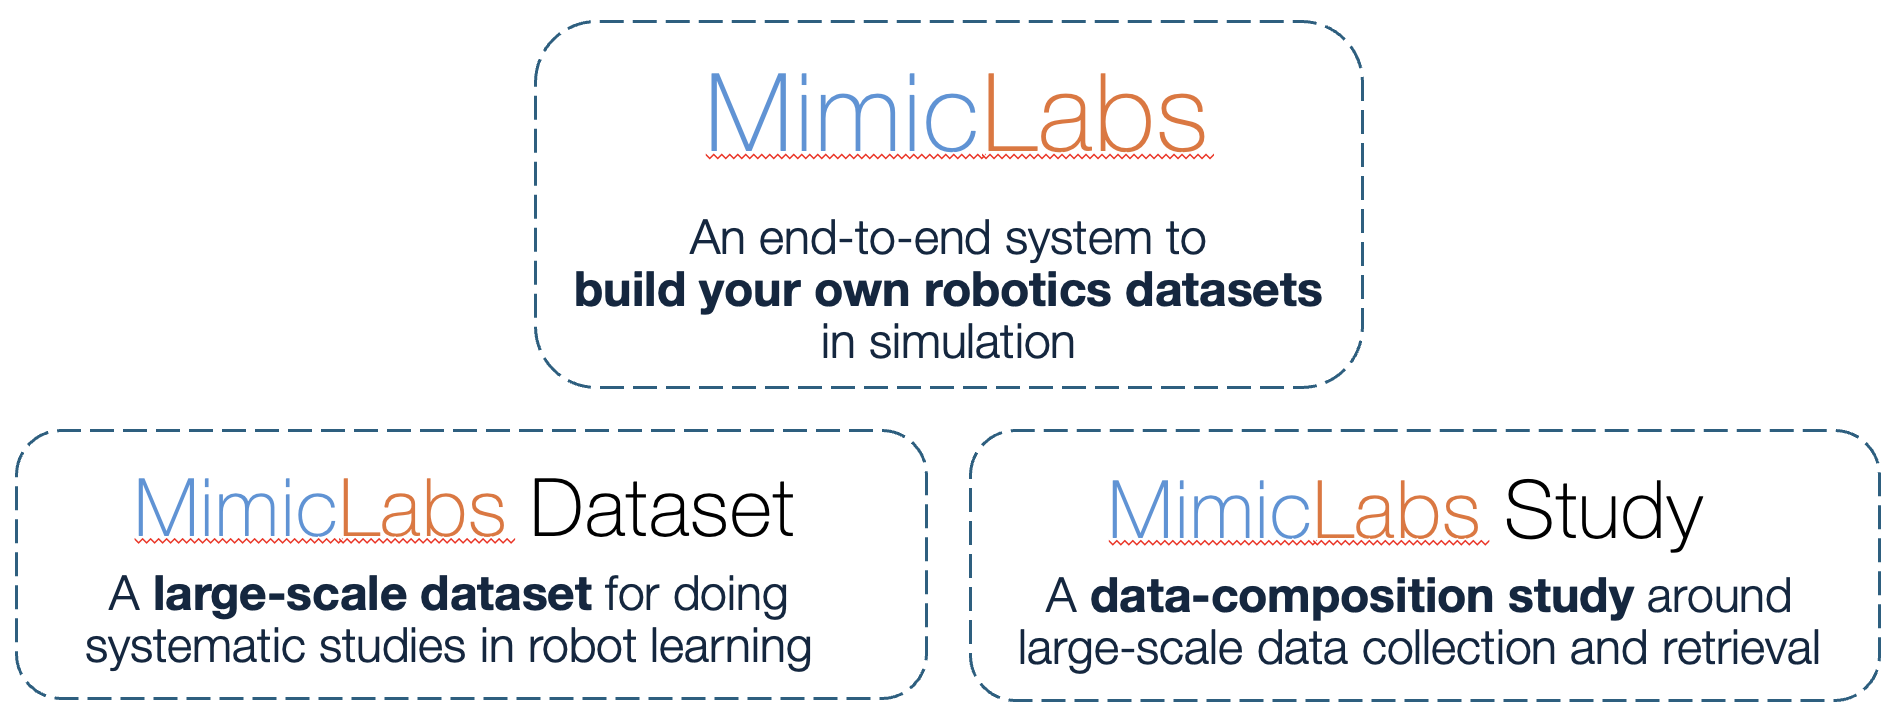 MimicLabs
An end-to-end system to
build your own robotics datasets
in simulation
MimicLabs Dataset
A large-scale dataset for doing
systematic studies in robot learning
MimicLabs Study
A data-composition study around
large-scale data collection and retrieval